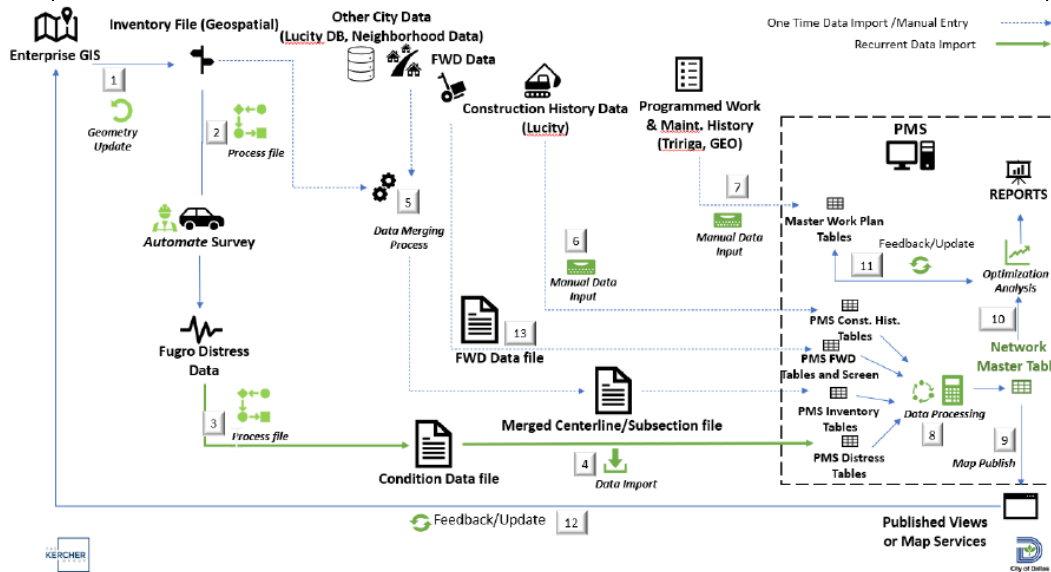 Enterprise GIS
Inventory File (Geospatial)
Other City Data
(Lucity DB, Neighborhood Data)
FWD Data
One Time Data Import /Manual Entry
Recurrent Data Import
1
Geometry
Update
2
Process file
Construction History Data
(Lucity)
Programmed Work
& Maint. History
(Tririga, GEO)
PMS
REPORTS
5
Data Merging
Process
7
Manual Data
Input
Master Work Plan
Tables
Feedback/Update
11
Optimization
Analysis
Automate Survey
6
Manual Data
Input
Fugro Distress
Data
13
FWD Data file
PMS Const. Hist.
Tables
PMS FWD
Tables and Screen
PMS Inventory
Tables
PMS Distress
Tables
10
Network
Master Tabl
Data Processing
8
9
Map Publish
3
Process file
Condition Data file
Merged Centerline/Subsection file
4
Data Import
Feedback/Update
12
Published Views
or Map Services
THE
KERCHER
GROUP
City of Dallas